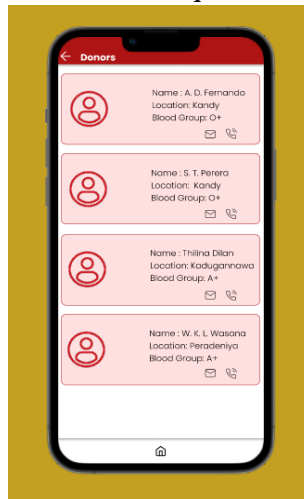 Donors
Name : A. D. Fernando
Location: Kandy
Blood Group: O+
Name : S. T. Perera
Location: Kandy
Blood Group: O+
Name : Thilina Dilan
Location: Kadugannawa
Blood Group: A+
Name : W. K. L. Wasana
Location: Peradeniya
Blood Group: A+